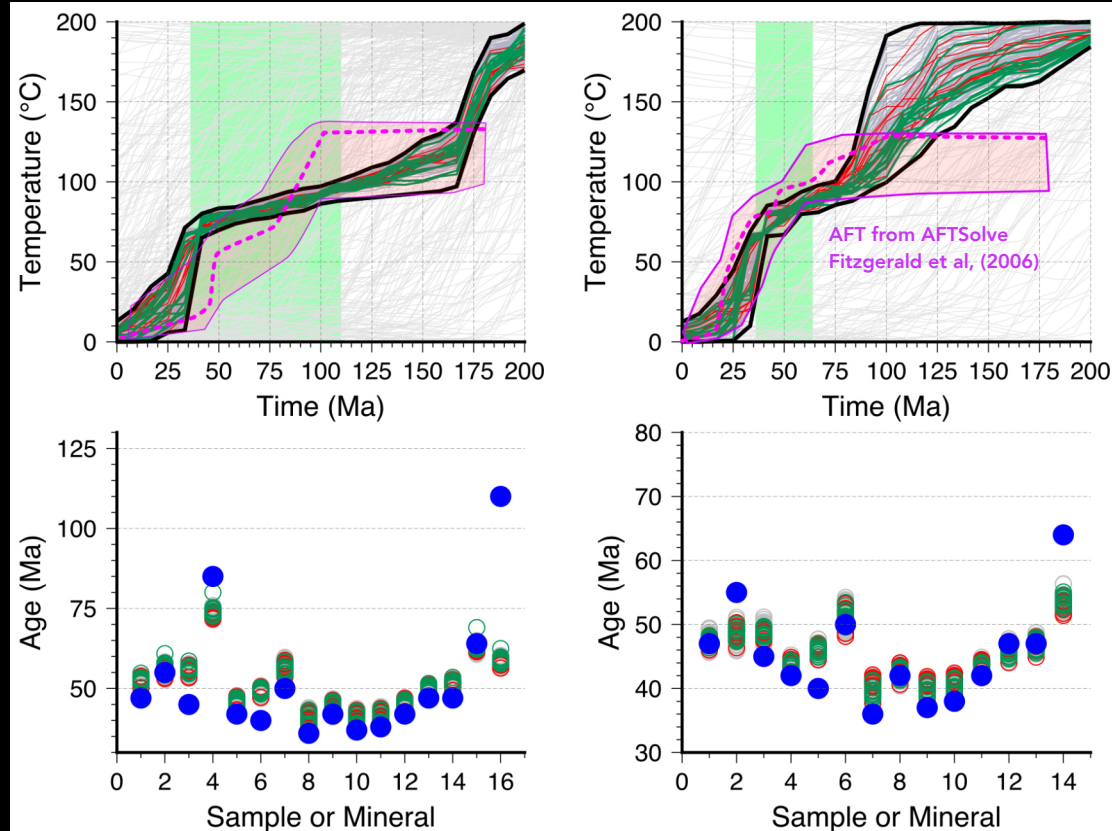 200
150
100
50
0
Temperature (°C)
0 25 50 75 100 125 150 175 200
Time (Ma)
200
150
100
50
0
Temperature (°C)
AFT from AFTSolve
Fitzgerald et al, (2006)
0 25 50 75 100 125 150 175 200
Time (Ma)
125
100
75
50
Age (Ma)
0 2 4 6 8 10 12 14 16
Sample or Mineral
80
70
60
50
40
30
Age (Ma)
0 2 4 6 8 10 12 14
Sample or Mineral